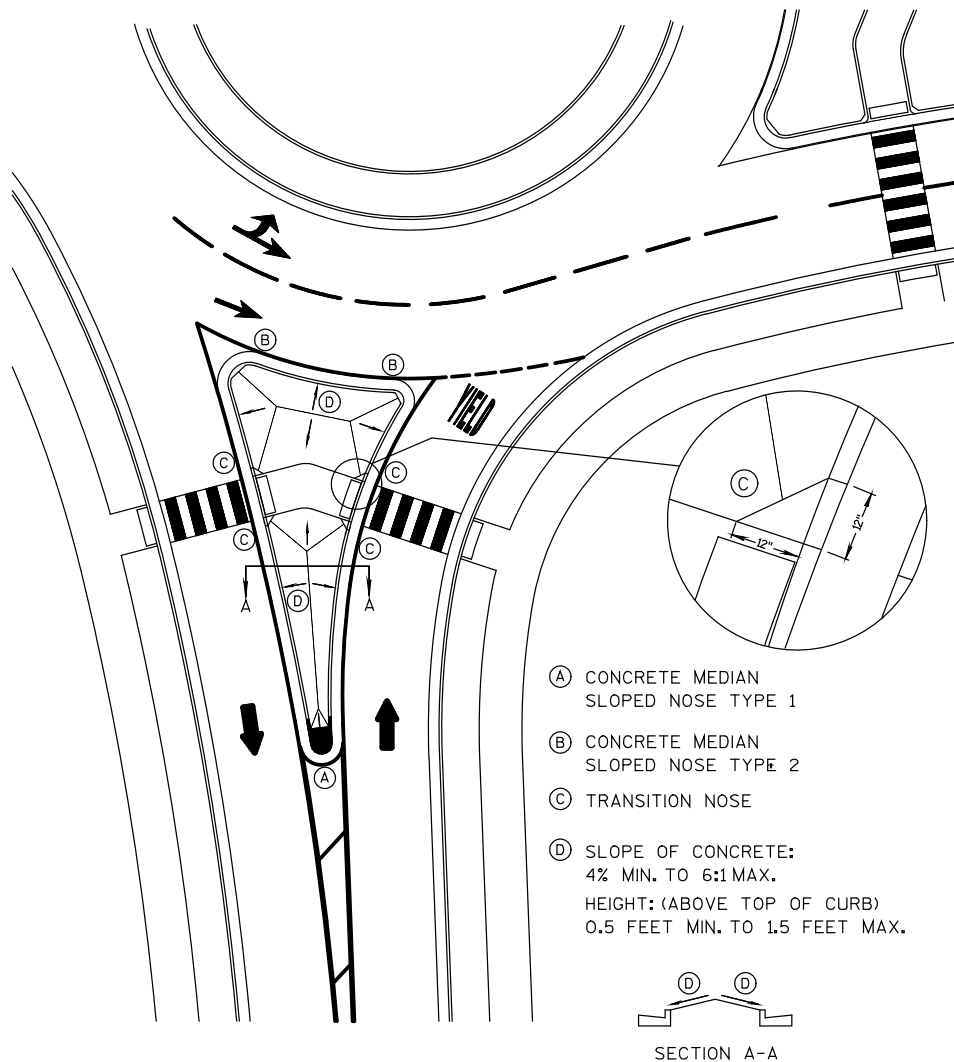 B
B
D
YIELD
C
C
C
C
C
12"
12"
D
A
A
A
A CONCRETE MEDIAN
SLOPED NOSE TYPE 1
B CONCRETE MEDIAN
SLOPED NOSE TYPE 2
C TRANSITION NOSE
D SLOPE OF CONCRETE:
4% MIN. TO 6:1 MAX.
HEIGHT: (ABOVE TOP OF CURB)
0.5 FEET MIN. TO 1.5 FEET MAX.
D D
SECTION A-A